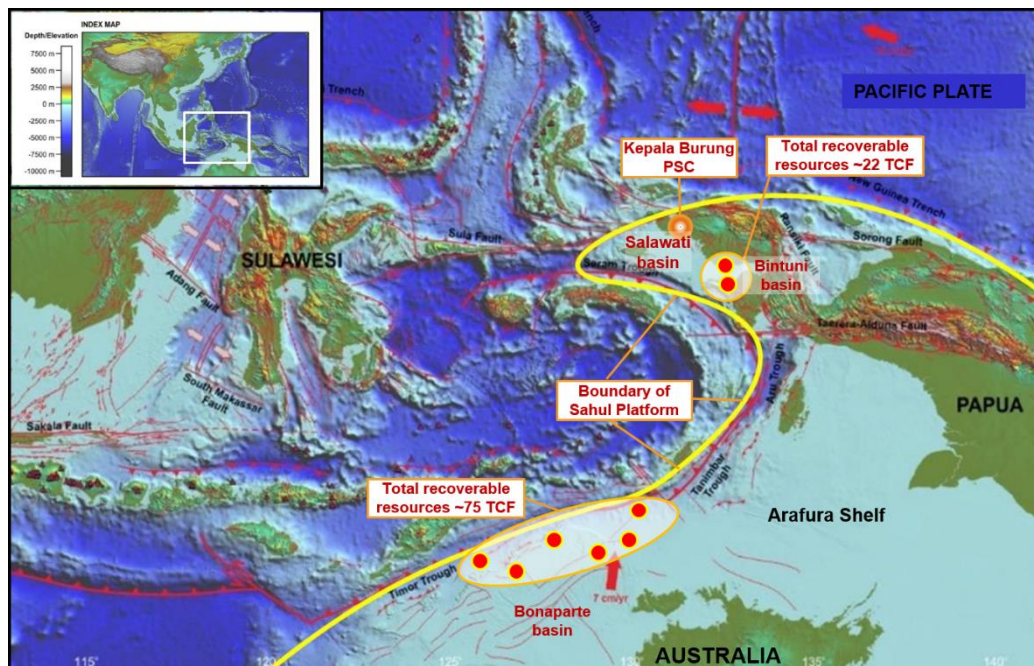 INDEX MAP
Depth/Elevation
7500 m
5000 m
2500 m
0 m
-2500 m
-5000 m
-7500 m
-10000 m
PACIFIC PLATE
Kepala Burung
PSC
Total recoverable
resources ~22 TCF
Trench
New Guinea Trench
Sula Fault
Salawati
basin
Sorong Fault
SULAWESI
Seram Trough
Bintuni
basin
Adang Fault
Tarera-Aiduna Fault
Boundary of
Sahul Platform
Aru Trough
South Makassar
Fault
PAPUA
Sakala Fault
Tanimbar
Trough
Total recoverable
resources ~75 TCF
Arafura Shelf
Timor Trough
7 cm/yr
Bonaparte
basin
AUSTRALIA
115°
120°
135°
140°